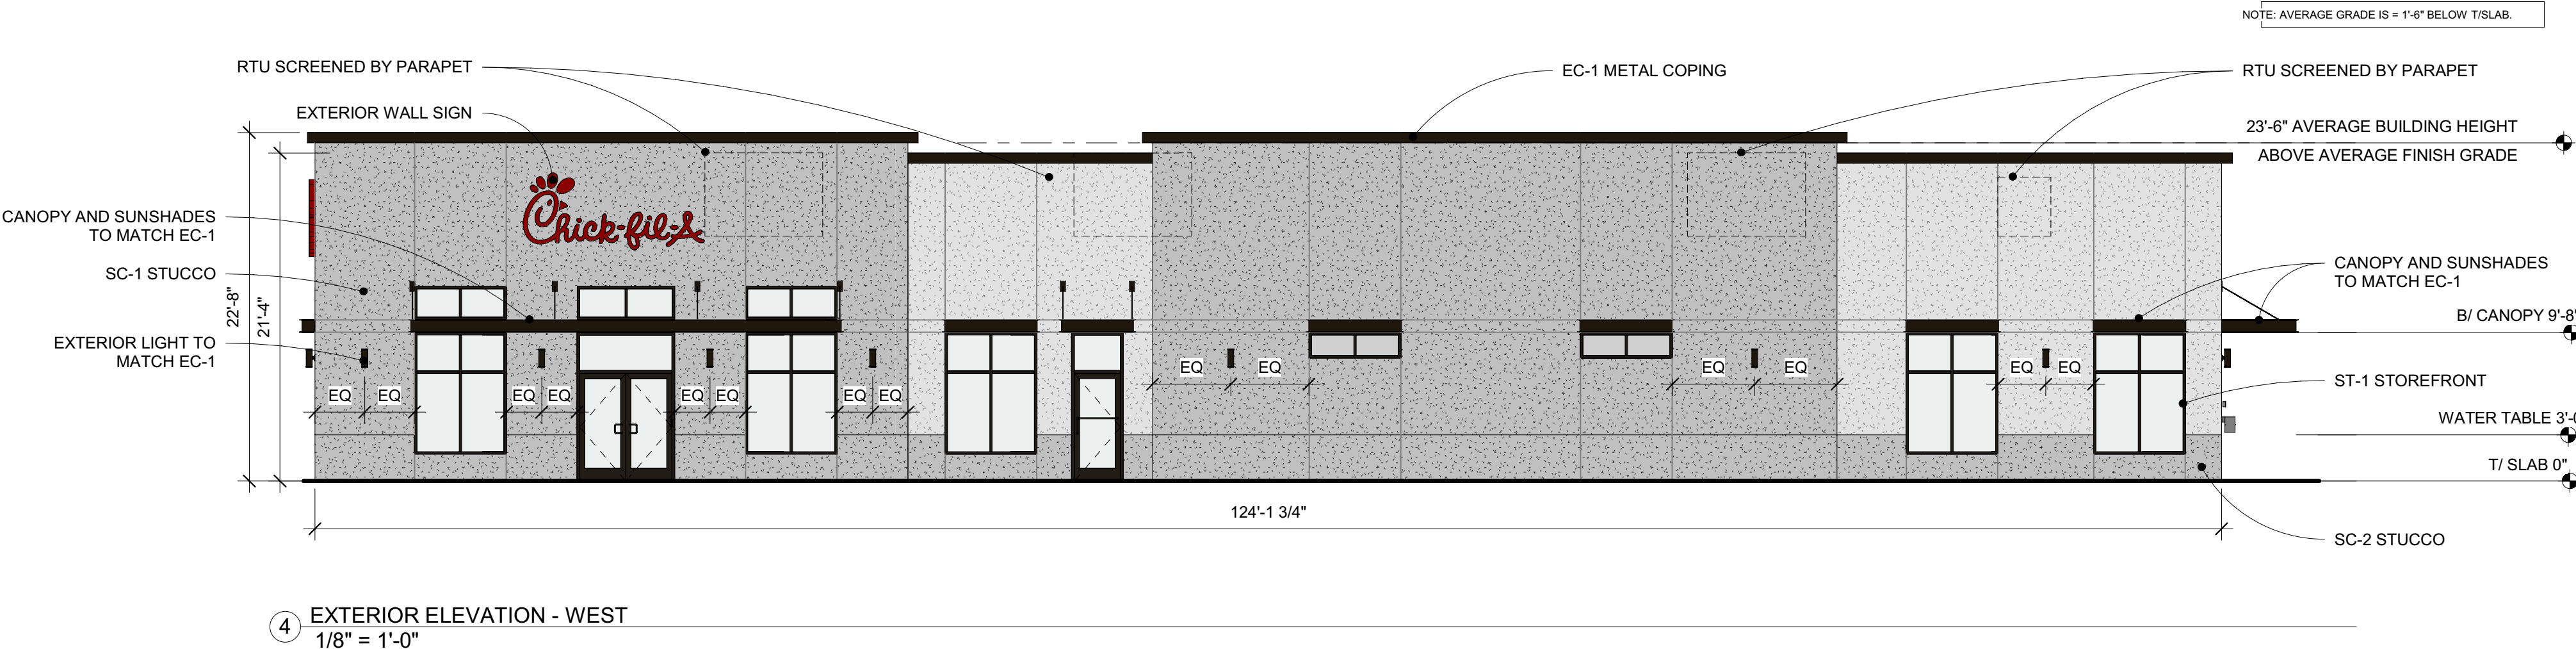 NOTE: AVERAGE GRADE IS = 1'-6" BELOW T/SLAB.
RTU SCREENED BY PARAPET
EXTERIOR WALL SIGN
EC-1 METAL COPING
RTU SCREENED BY PARAPET
23'-6" AVERAGE BUILDING HEIGHT
ABOVE AVERAGE FINISH GRADE
Chick-fil-A
CANOPY AND SUNSHADES
TO MATCH EC-1
SC-1 STUCCO
22'-8"
21'-4"
EXTERIOR LIGHT TO
MATCH EC-1
CANOPY AND SUNSHADES
TO MATCH EC-1
B/ CANOPY 9'-8"
EQ EQ EQ EQ EQ EQ EQ EQ
EQ EQ
EQ EQ
EQ EQ
ST-1 STOREFRONT
WATER TABLE 3'-
T/ SLAB 0"
124'-1 3/4"
SC-2 STUCCO
4
EXTERIOR ELEVATION - WEST
1/8" = 1'-0"